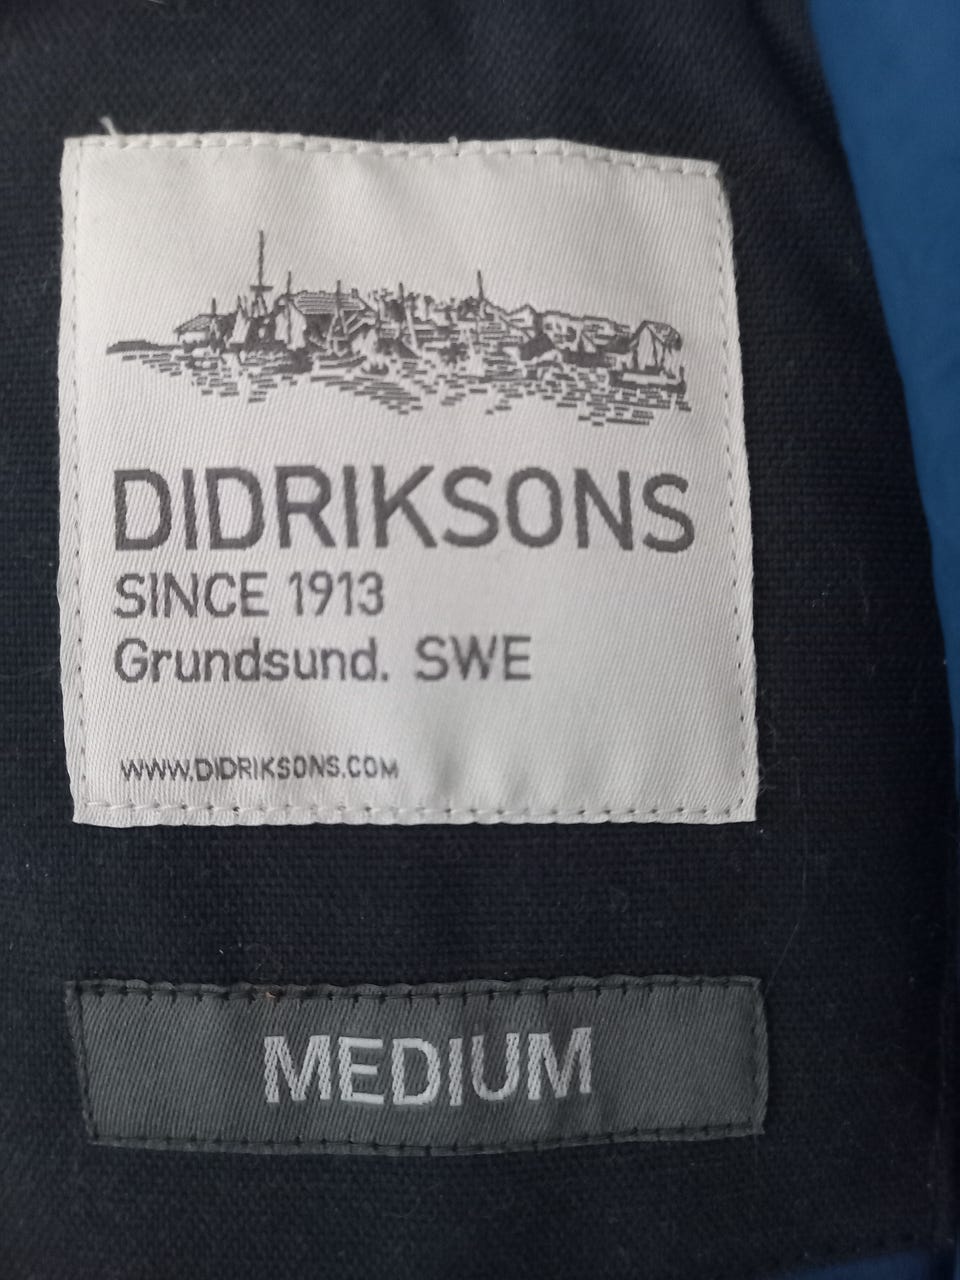 DIDRIKSONS
SINCE 1913
Grundsund. SWE
WWW.DIDRIKSONS.COM
MEDIUM